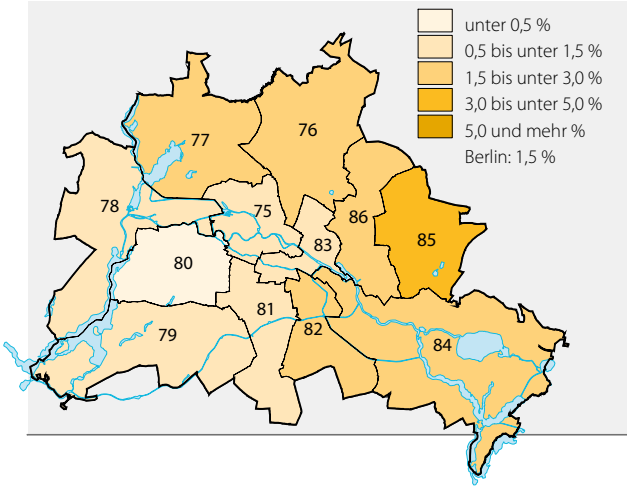 unter 0,5 %
0,5 bis unter 1,5 %
1,5 bis unter 3,0 %
3,0 bis unter 5,0 %
5,0 und mehr %
Berlin: 1,5 %
76
77
78
75
86
83
85
80
81
79
82
84